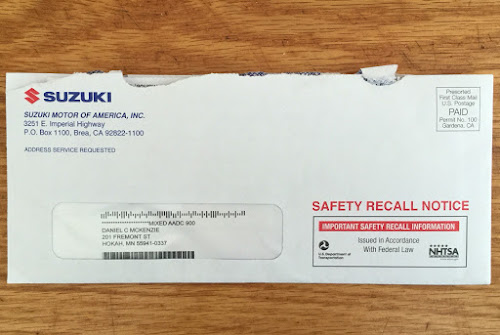 SUZUKI
SUZUKI MOTOR OF AMERICA, INC.
3251 E. Imperial Highway
P.O. Box 1100, Brea, CA 92822-1100
ADDRESS SERVICE REQUESTED
Presorted
First Class Mail
U.S. Postage
PAID
Permit No. 100
Gardena, CA
MIXED AADC 900
DANIEL C MCKENZIE
201 FREMONT ST
HOKAH, MN 55941-0337
SAFETY RECALL NOTICE
IMPORTANT SAFETY RECALL INFORMATION
Issued in Accordance
With Federal Law
U.S. Department of
Transportation
NHTSA